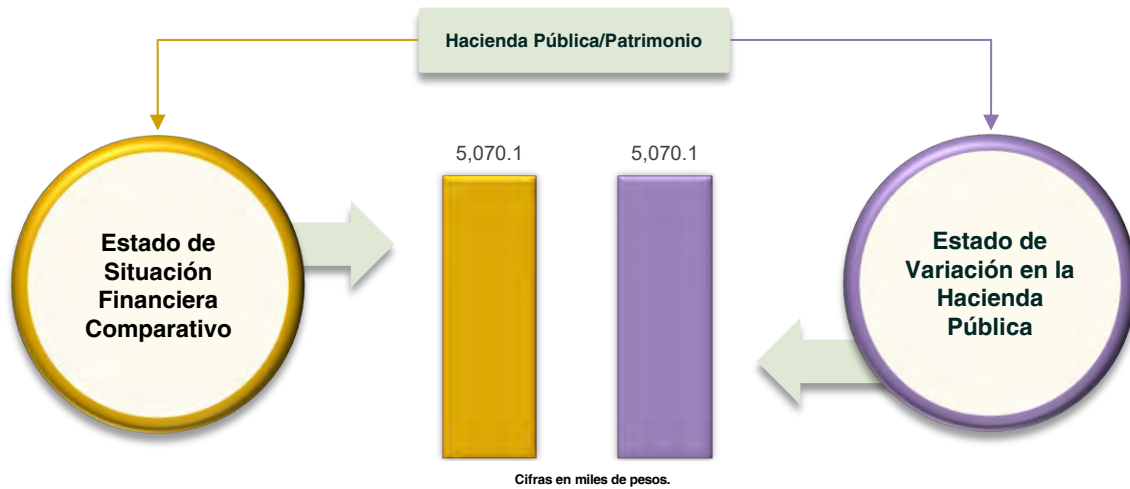 Hacienda Pública/Patrimonio
5,070.1
5,070.1
Estado de
Situación
Financiera
Comparativo
Estado de
Variación en la
Hacienda
Pública
Cifras en miles de pesos.